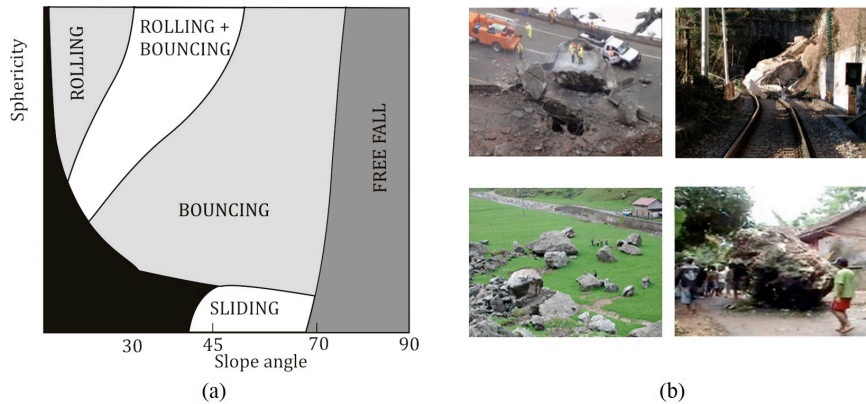 Sphericity
ROLLING
ROLLING +
BOUNCING
BOUNCING
FREE FALL
SLIDING
30
45
70
90
Slope angle
(a)
(b)